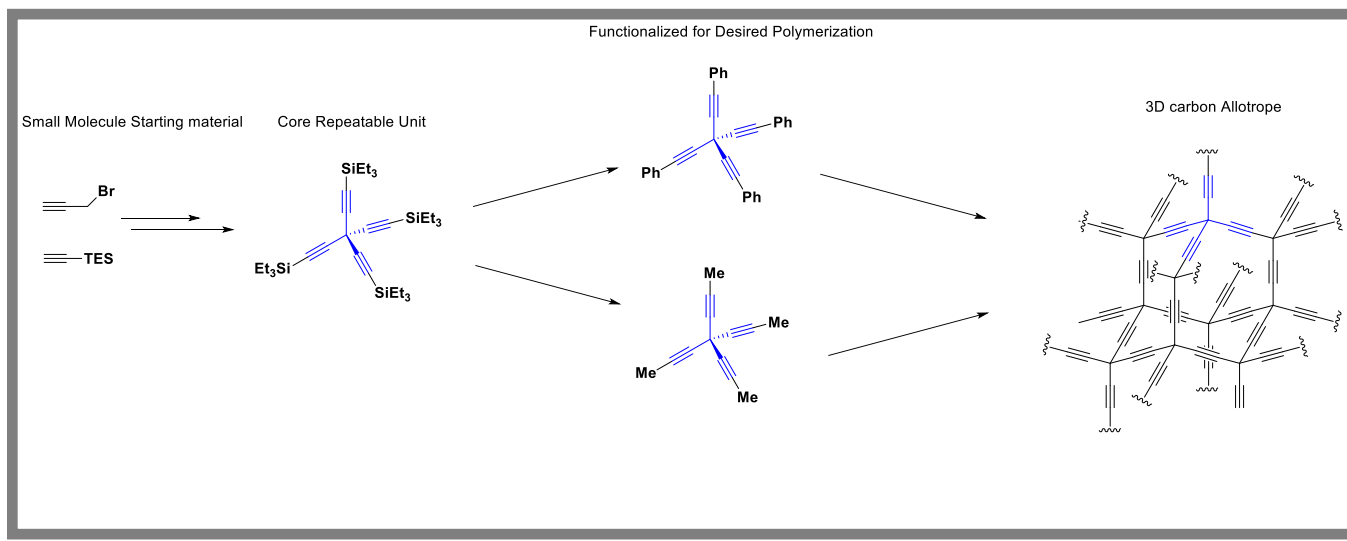 Functionalized for Desired Polymerization
Small Molecule Starting material
Core Repeatable Unit
3D carbon Allotrope
Br
TES
SiEt3
SiEt3
Et3Si
SiEt3
Ph
Ph
Ph
Ph
Me
Me
Me
Me